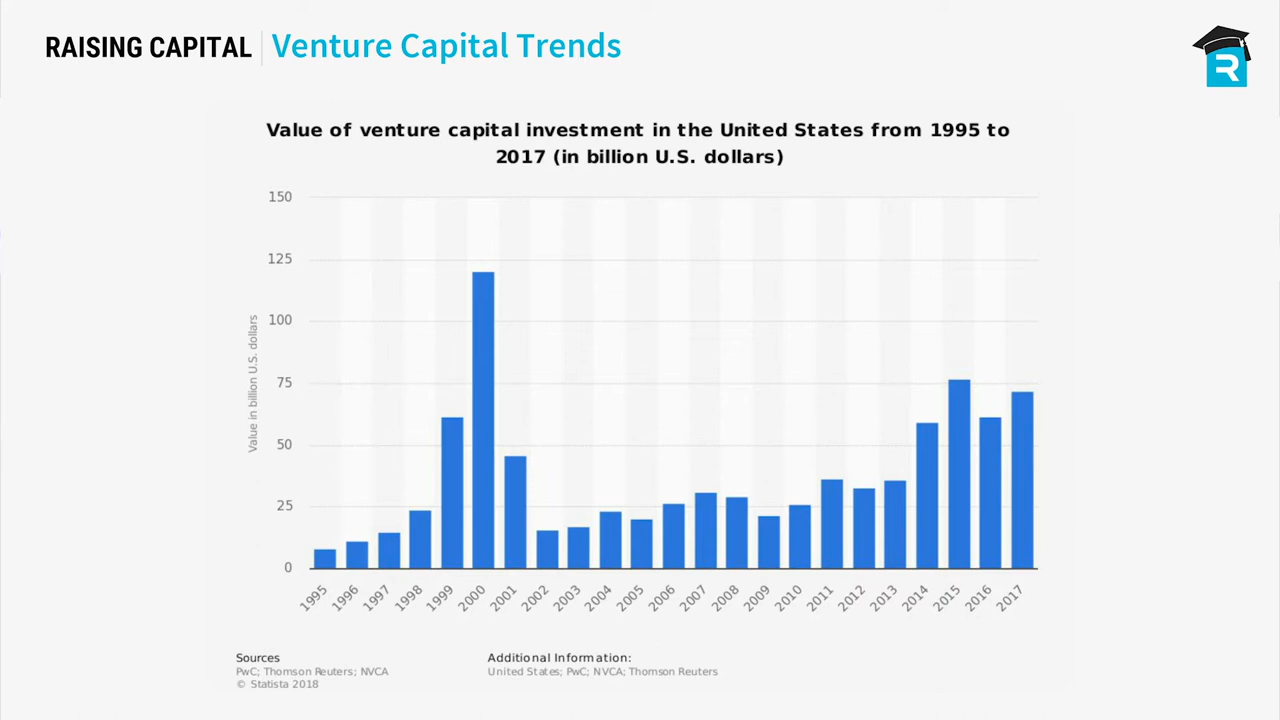 RAISING CAPITAL Venture Capital Trends
R
Value of venture capital investment in the United States from 1995 to
2017 (in billion U.S. dollars)
Value in billion U.S. dollars
150
125
100
75
50
25
0
1995 1996 1997 1998 1999 2000 2001 2002 2003 2004 2005 2006 2007 2008 2009 2010 2011 2012 2013 2014 2015 2016 2017
Sources
PwC; Thomson Reuters; NVCA
© Statista 2018
Additional Information:
United States; PwC; NVCA; Thomson Reuters